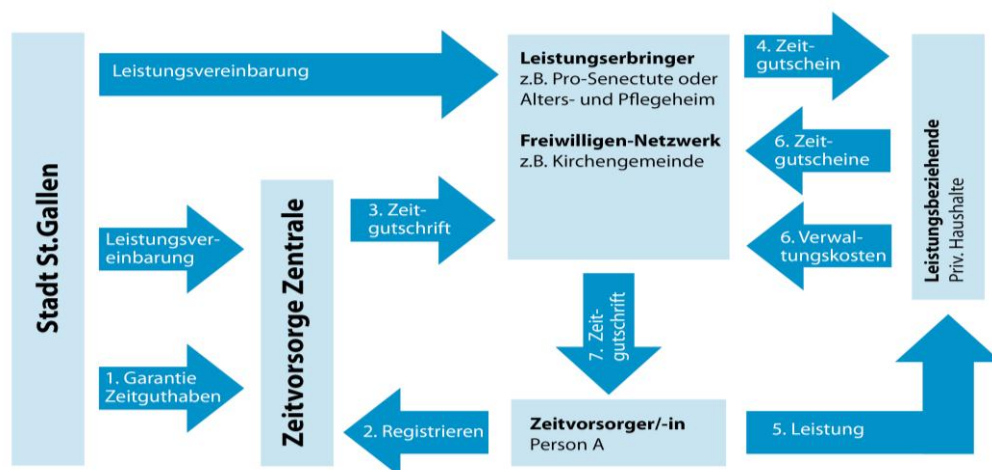 Stadt St.Gallen
Leistungsvereinbarung
Leistungsver-
einbarung
1. Garantie
Zeitguthaben
Zeitvorsorge Zentrale
3. Zeit-
gutschrift
2. Registrieren
Leistungserbringer
z.B. Pro-Senectute oder
Alters- und Pflegeheim
Freiwilligen-Netzwerk
z.B. Kirchengemeinde
4. Zeit-
gutschein
6. Zeit-
gutscheine
6. Verwal-
tungskosten
Leistungsbeziehende
Priv. Haushalte
7. Zeit-
gutschrift
Zeitvorsorger/-in
Person A
5. Leistung